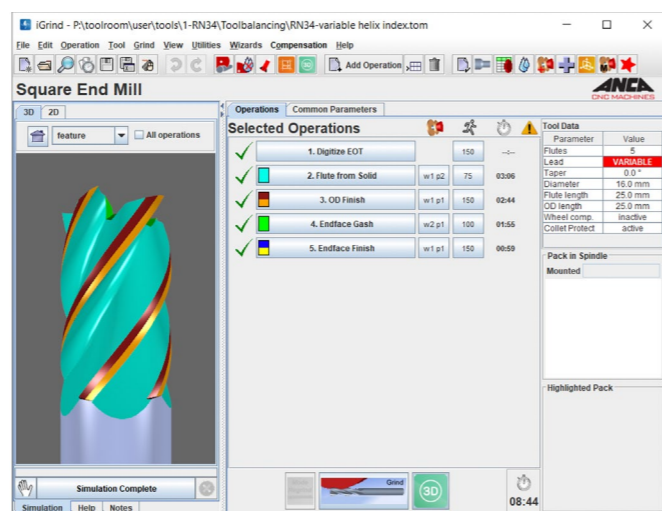 iGrind - P:\toolroom\user\tools\1-RN34\Toolbalancing\RN34-variable helix index.tom
File Edit Operation Tool Grind View Utilities Wizards Compensation Help
Add Operation
Square End Mill
ANCA
CNC MACHINES
3D 2D
feature All operations
Simulation Complete
Simulation Help Notes
Operations Common Parameters
Selected Operations
1. Digitize EOT 150 --:--
2. Flute from Solid w1 p2 75 03:06
3. OD Finish w1 p1 150 02:44
4. Endface Gash w2 p1 100 01:55
5. Endface Finish w1 p1 150 00:59
Grind
3D
08:44
Tool Data
Parameter Value
Flutes 5
Lead VARIABLE
Taper 0.0 °
Diameter 16.0 mm
Flute length 25.0 mm
OD length 25.0 mm
Wheel comp. inactive
Collet Protect active
Pack in Spindle
Mounted
Highlighted Pack